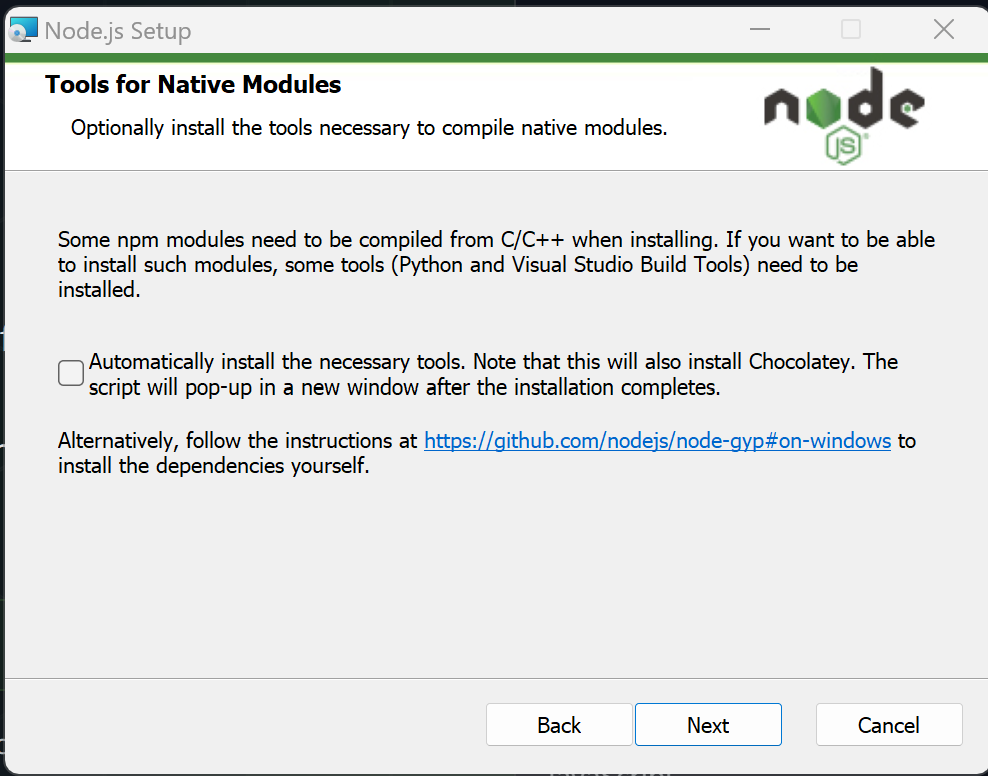 Node.js Setup
Tools for Native Modules
Optionally install the tools necessary to compile native modules.
node
JS
Some npm modules need to be compiled from C/C++ when installing. If you want to be able
to install such modules, some tools (Python and Visual Studio Build Tools) need to be
installed.
Automatically install the necessary tools. Note that this will also install Chocolatey. The
script will pop-up in a new window after the installation completes.
Alternatively, follow the instructions at https://github.com/nodejs/node-gyp#on-windows to
install the dependencies yourself.
Back
Next
Cancel